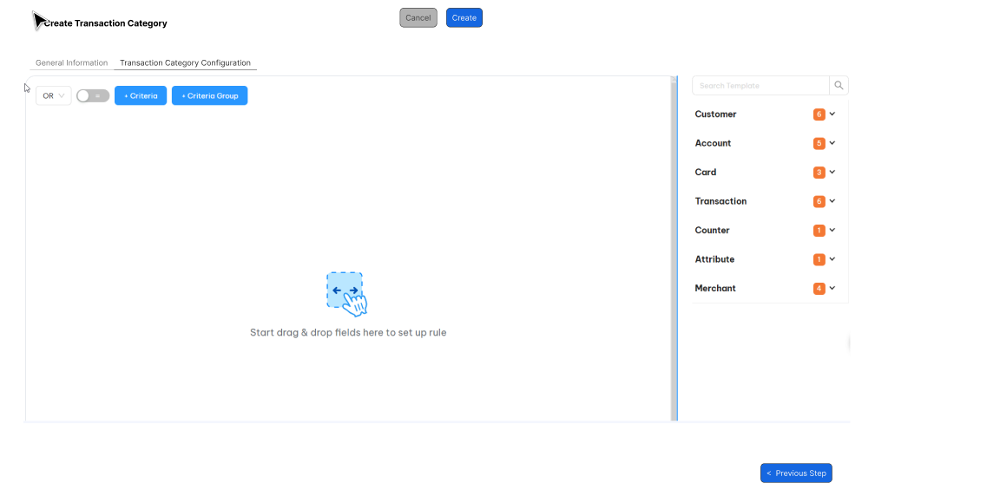 Create Transaction Category
Cancel
Create
General Information
Transaction Category Configuration
OR
=
+ Criteria
+ Criteria Group
Start drag & drop fields here to set up rule
Search Template
Customer 6
Account 5
Card 3
Transaction 6
Counter 1
Attribute 1
Merchant 4
< Previous Step